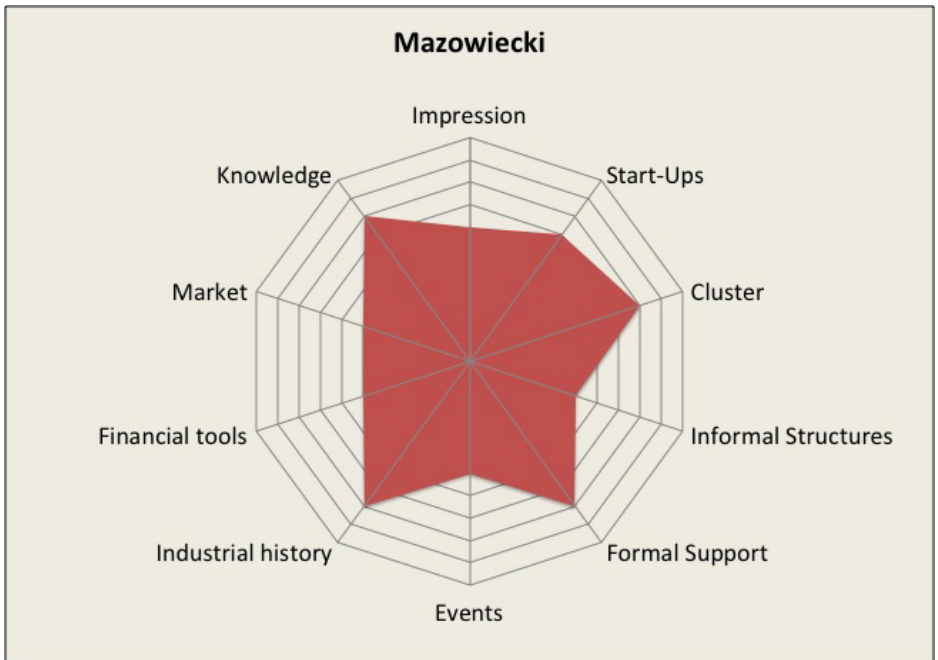 Mazowiecki
Impression
Start-Ups
Cluster
Informal Structures
Formal Support
Events
Industrial history
Financial tools
Market
Knowledge